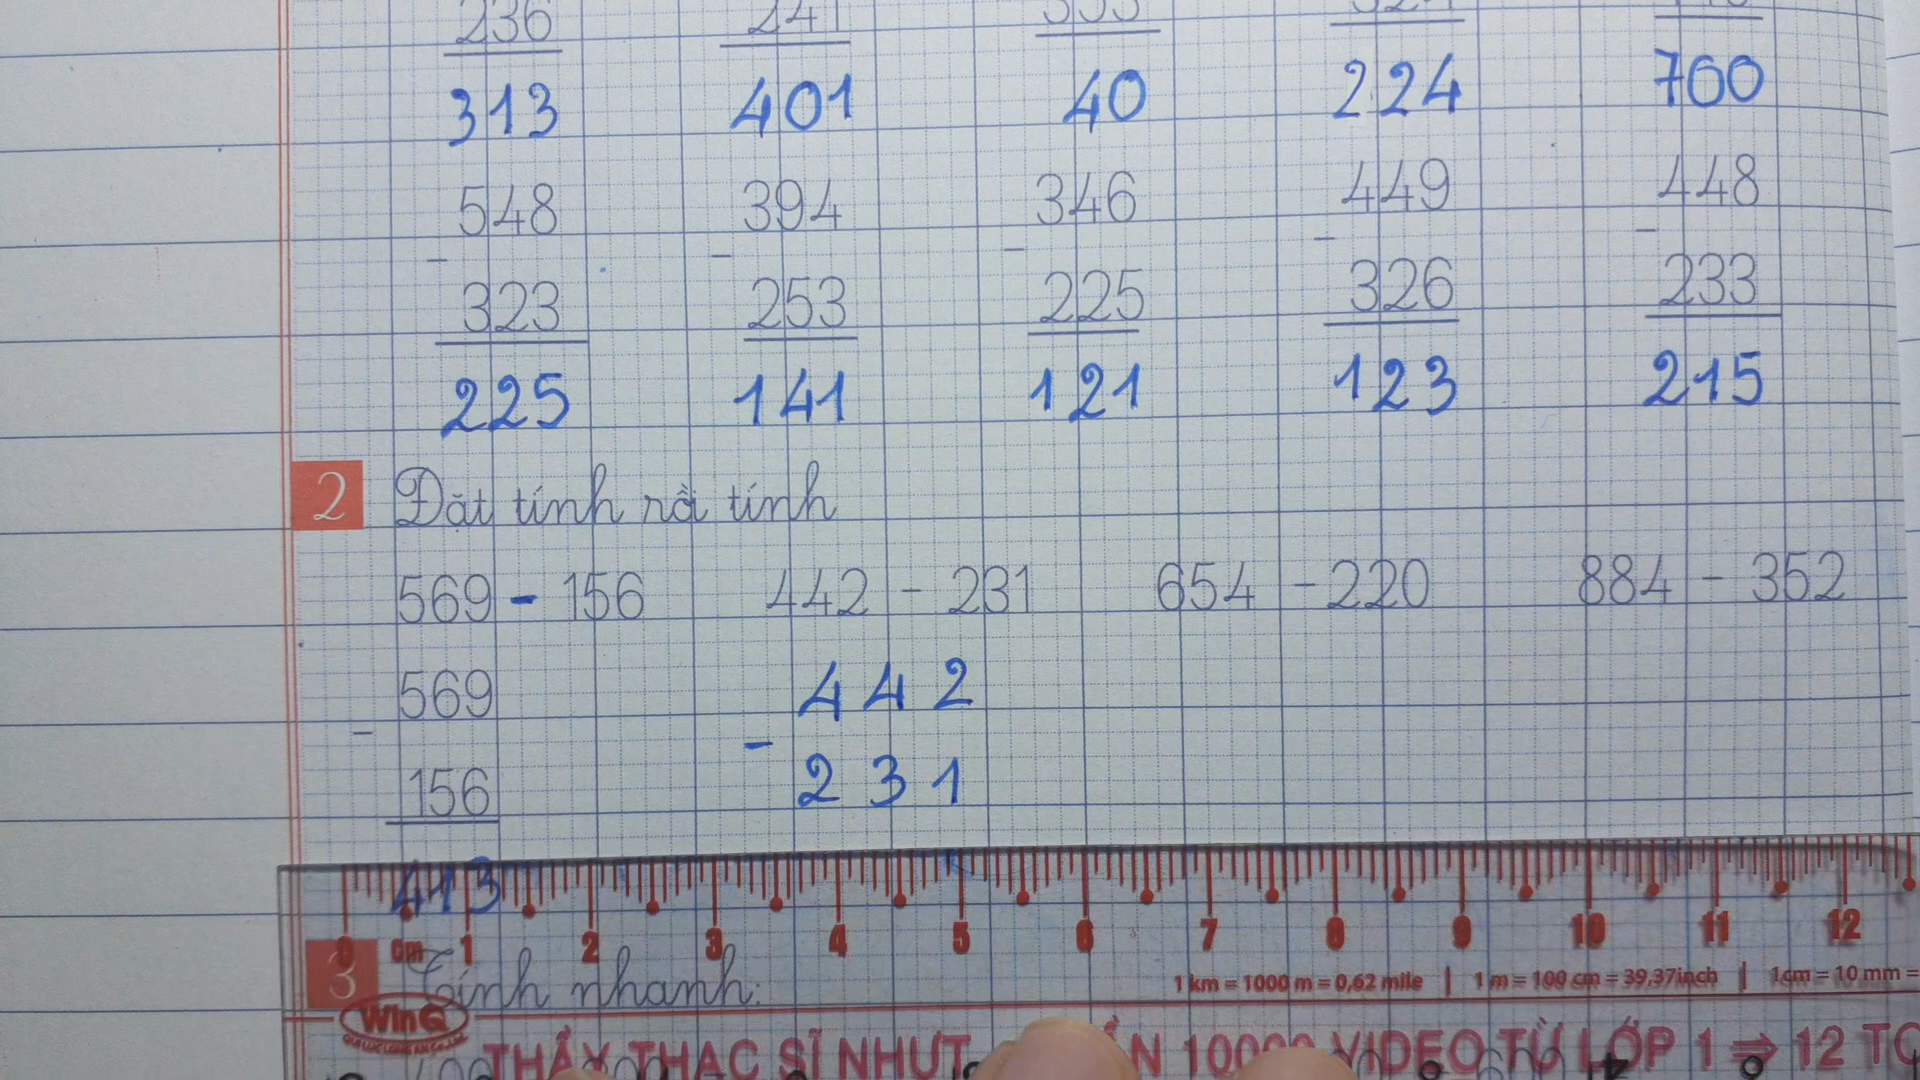 236 241
313 401 40 224 700
548 394 346 449 448
- - - - -
323 253 225 326 233
225 141 121 123 215
2 Đặt tính rồi tính
569 - 156 442 - 231 654 - 220 884 - 352
569 442
- -
156 231
413
0 cm 1 2 3 4 5 6 7 8 9 10 11 12
3 Tính nhanh:
1 km = 1000 m = 0,62 mile | 1 m = 100 cm = 39,37inch | 1cm = 10 mm =
WinQ
THẦY THẠC SĨ NHỰT 10000 VIDEO TỪ LỚP 1 ⇒ 12